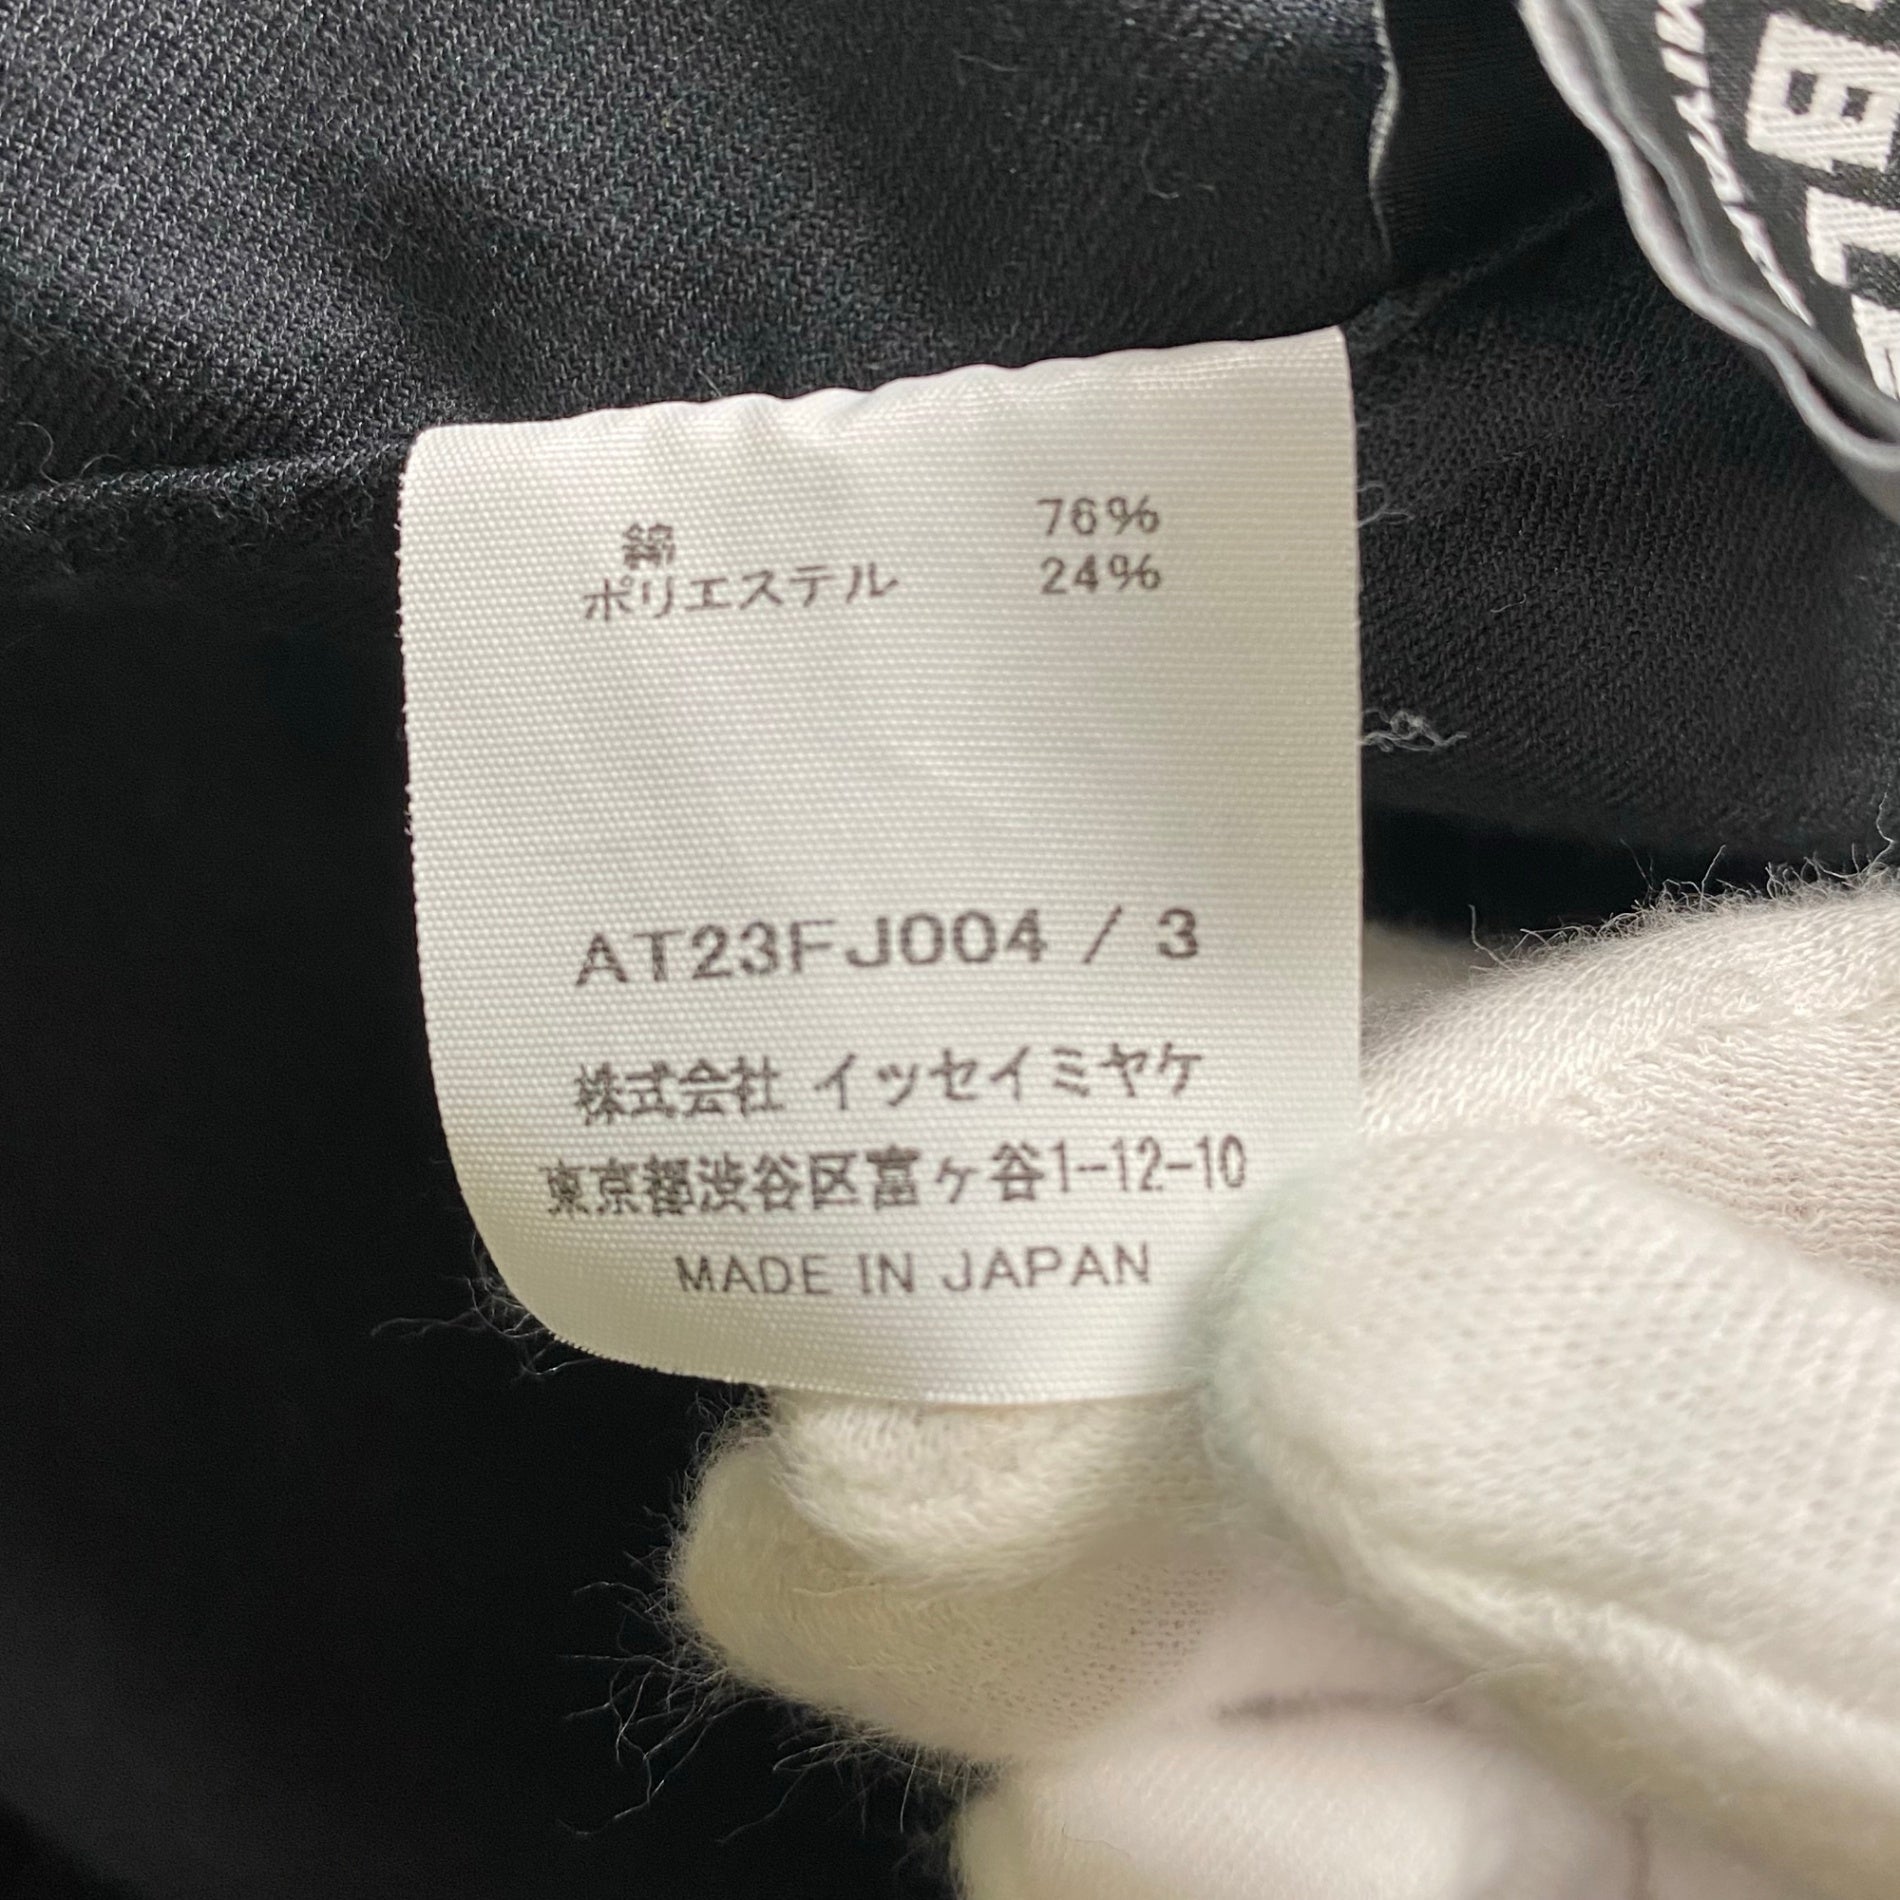 綿 76%
ポリエステル 24%
AT23FJ004 / 3
株式会社 イッセイミヤケ
東京都渋谷区富ヶ谷1-12-10
MADE IN JAPAN